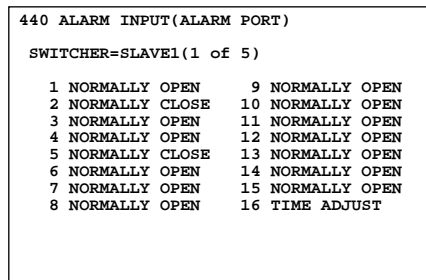 440 ALARM INPUT(ALARM PORT)
SWITCHER=SLAVE1(1 of 5)
1 NORMALLY OPEN 9 NORMALLY OPEN
2 NORMALLY CLOSE 10 NORMALLY OPEN
3 NORMALLY OPEN 11 NORMALLY OPEN
4 NORMALLY OPEN 12 NORMALLY OPEN
5 NORMALLY CLOSE 13 NORMALLY OPEN
6 NORMALLY OPEN 14 NORMALLY OPEN
7 NORMALLY OPEN 15 NORMALLY OPEN
8 NORMALLY OPEN 16 TIME ADJUST